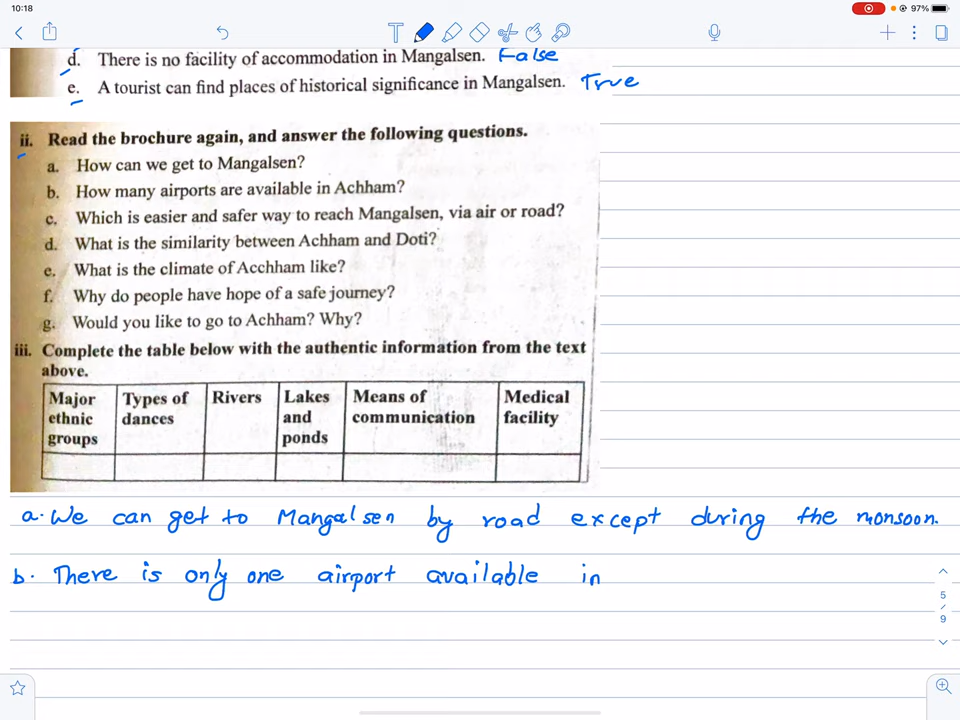 10:18
97%
d. There is no facility of accommodation in Mangalsen. False
e. A tourist can find places of historical significance in Mangalsen. True
ii. Read the brochure again, and answer the following questions.
a. How can we get to Mangalsen?
b. How many airports are available in Achham?
c. Which is easier and safer way to reach Mangalsen, via air or road?
d. What is the similarity between Achham and Doti?
e. What is the climate of Acchham like?
f. Why do people have hope of a safe journey?
g. Would you like to go to Achham? Why?
iii. Complete the table below with the authentic information from the text
above.
Major ethnic groups
Types of dances
Rivers
Lakes and ponds
Means of communication
Medical facility
a. We can get to Mangalsen by road except during the monsoon.
b. There is only one airport available in
5
/
9